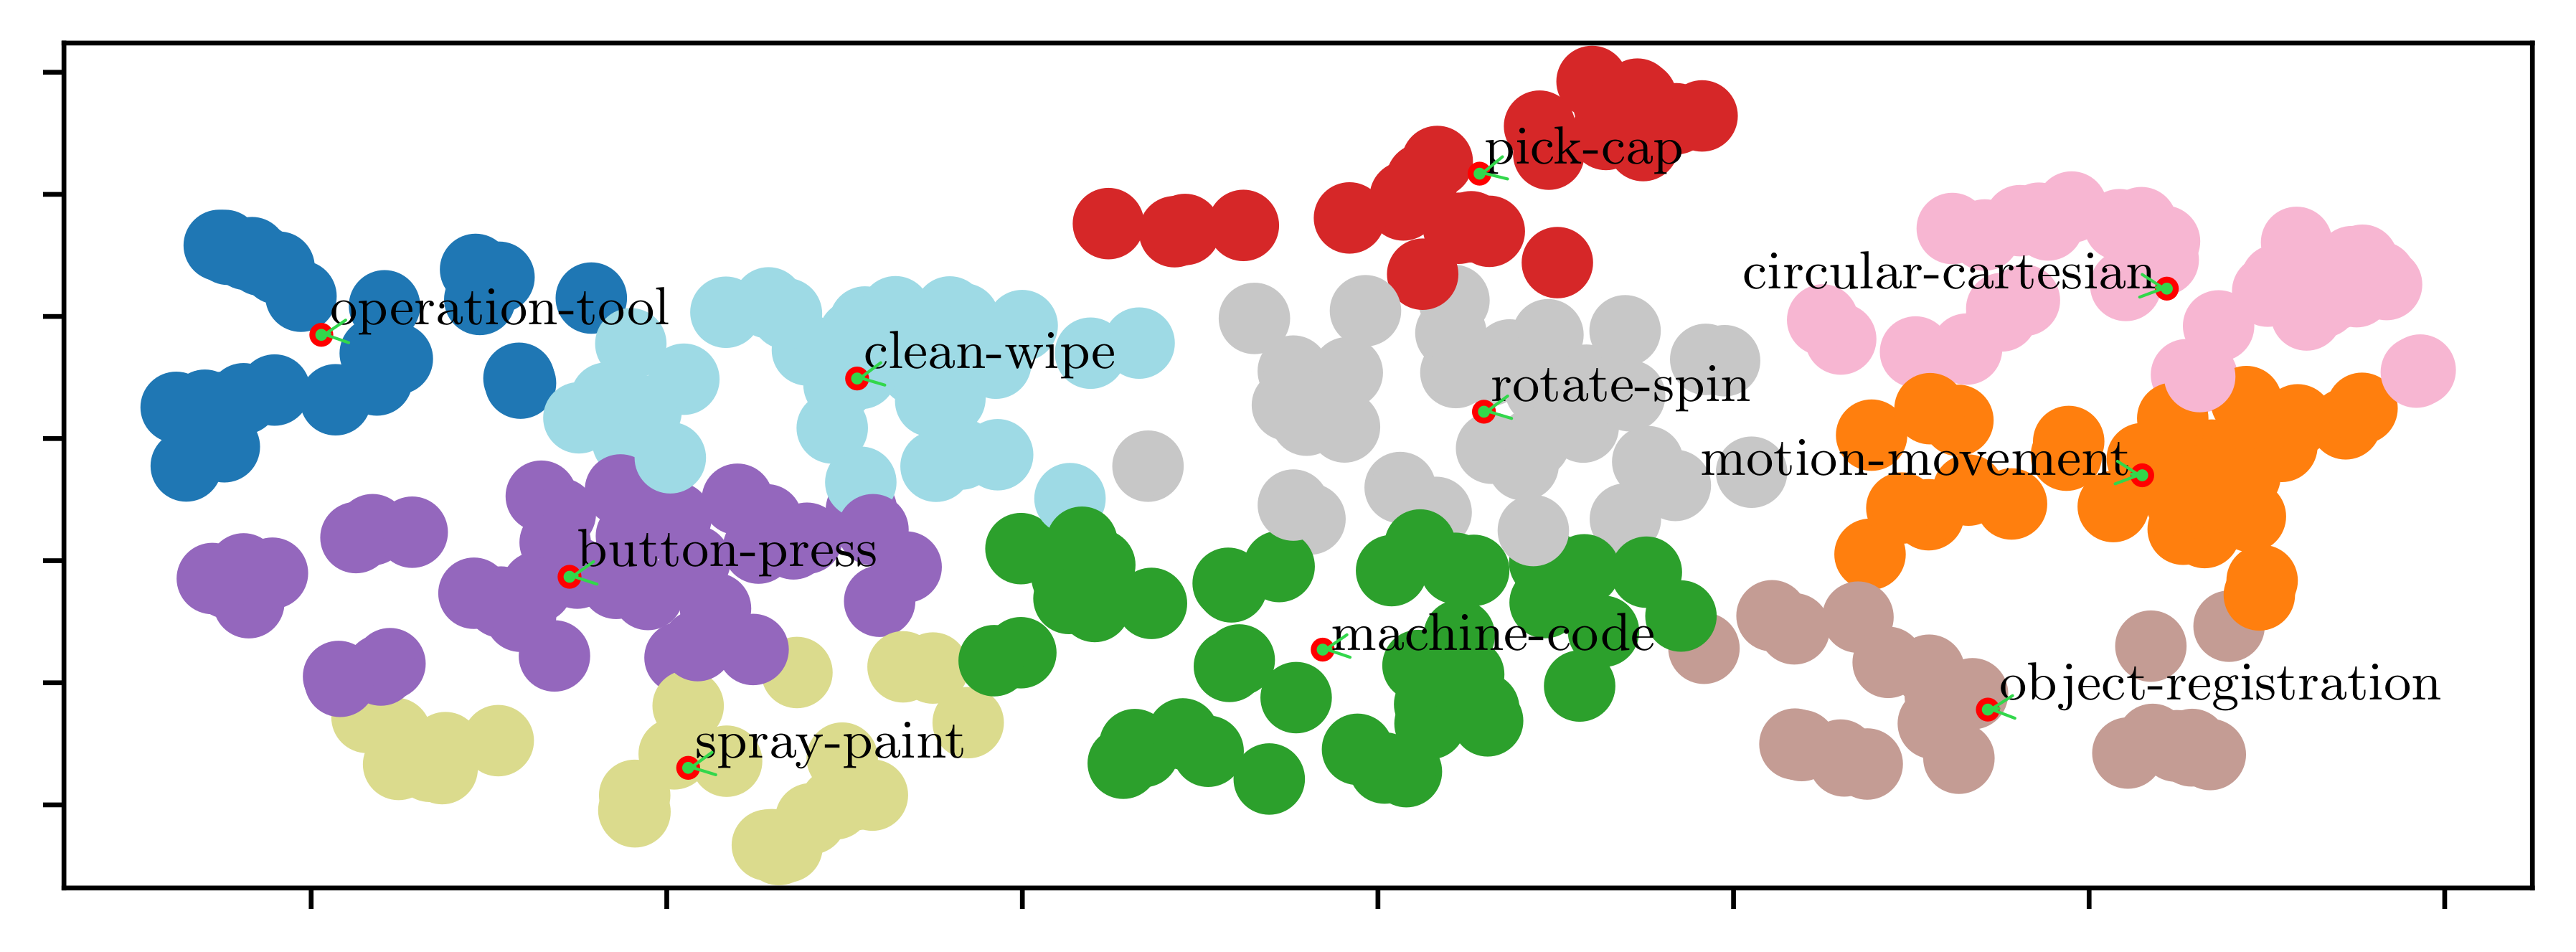 pick-cap
circular-cartesian
operation-tool
clean-wipe
rotate-spin
motion-movement
button-press
machine-code
object-registration
spray-paint